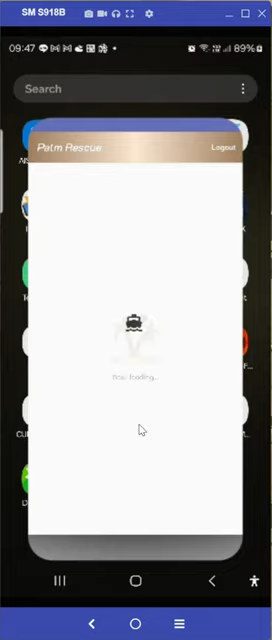 SM S918B
09:47
89%
Search
Palm Rescue
Logout
Now loading...